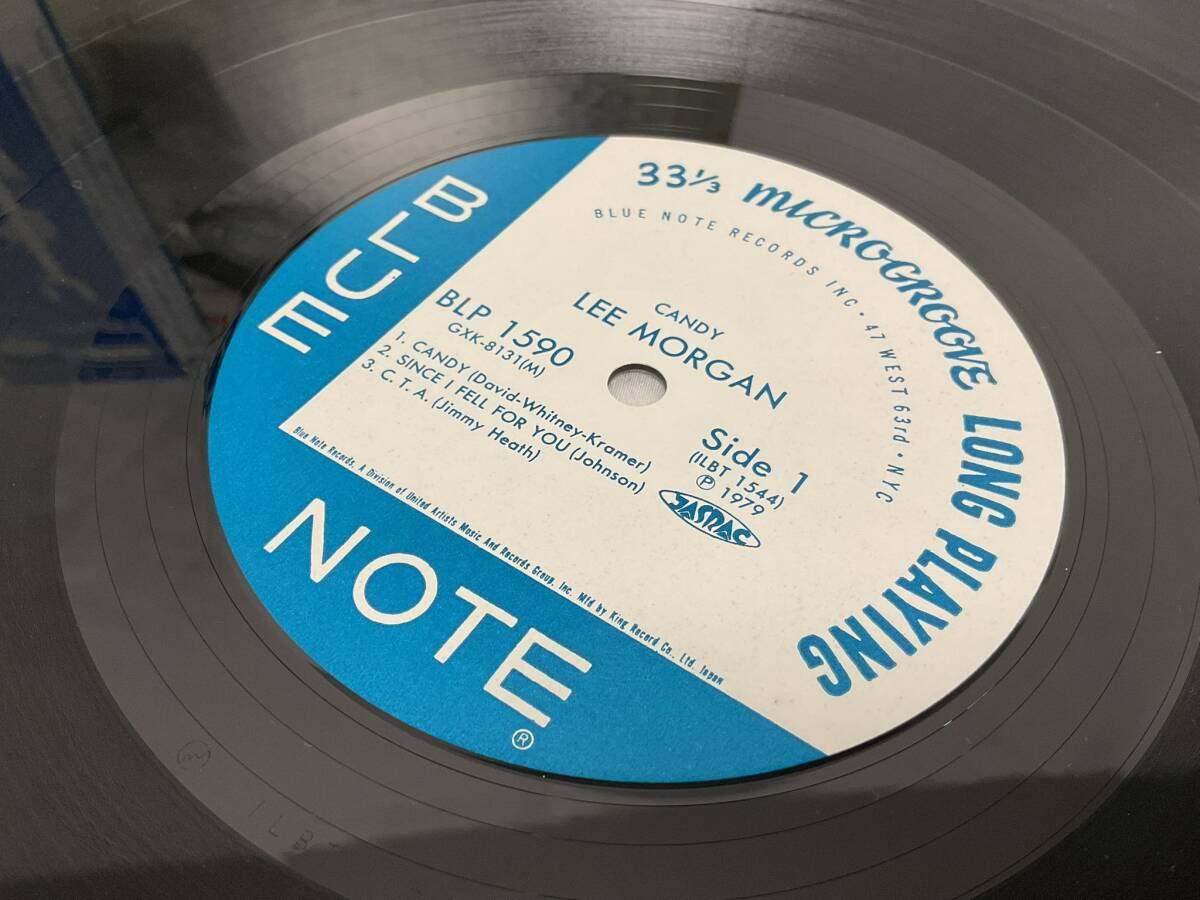 33⅓ MICROGROOVE LONG PLAYING
BLUE NOTE RECORDS INC • 47 WEST 63rd • NYC
BLUE
NOTE
®
CANDY
LEE MORGAN
BLP 1590
GXK-8131(M)
Side 1
(ILBT 1544)
℗ 1979
JASRAC
1. CANDY (David-Whitney-Kramer)
2. SINCE I FELL FOR YOU (Johnson)
3. C. T. A. (Jimmy Heath)
Blue Note Records, A Division of United Artists Music And Records Group, Inc. Mfd by King Record Co., Ltd. Japan
(m)
I L B